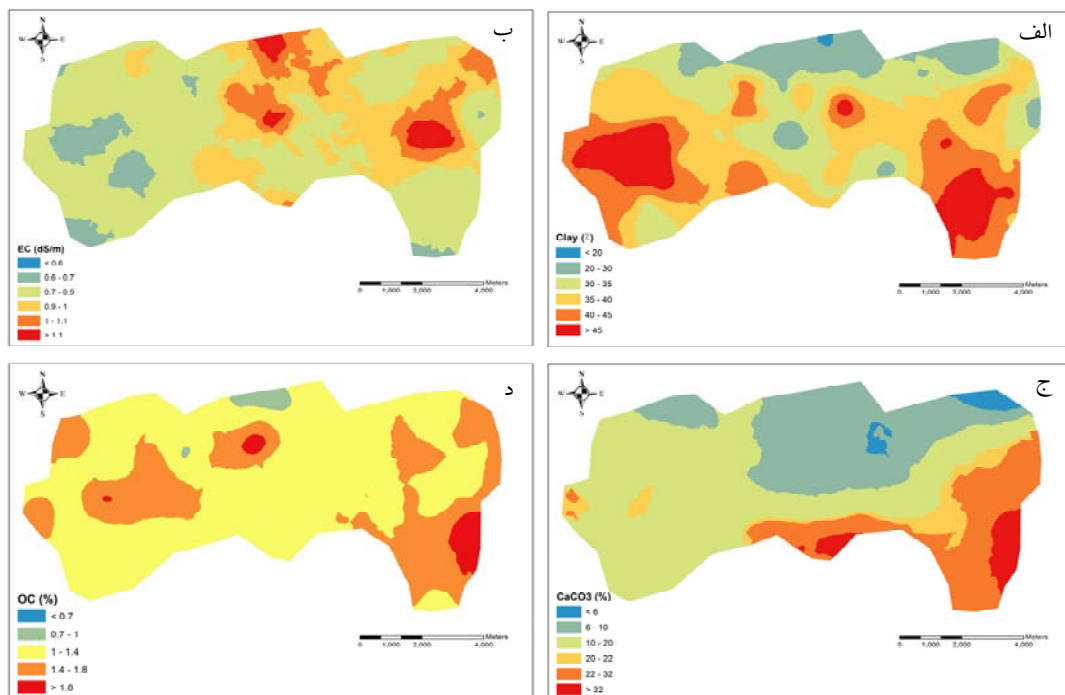 الف
N
W E
S
Clay (٪)
< 20
20 - 30
30 - 35
35 - 40
40 - 45
> 45
Meters
0 1,000 2,000 4,000
ب
N
W E
S
EC (dS/m)
< 0.6
0.6 - 0.7
0.7 - 0.9
0.9 - 1
1 - 1.1
> 1.1
Meters
0 1,000 2,000 4,000
ج
N
W E
S
CaCO3 (%)
< 6
6 - 10
10 - 20
20 - 22
22 - 32
> 32
Meters
0 1,000 2,000 4,000
د
N
W E
S
OC (%)
< 0.7
0.7 - 1
1 - 1.4
1.4 - 1.8
> 1.8
Meters
0 1,000 2,000 4,000